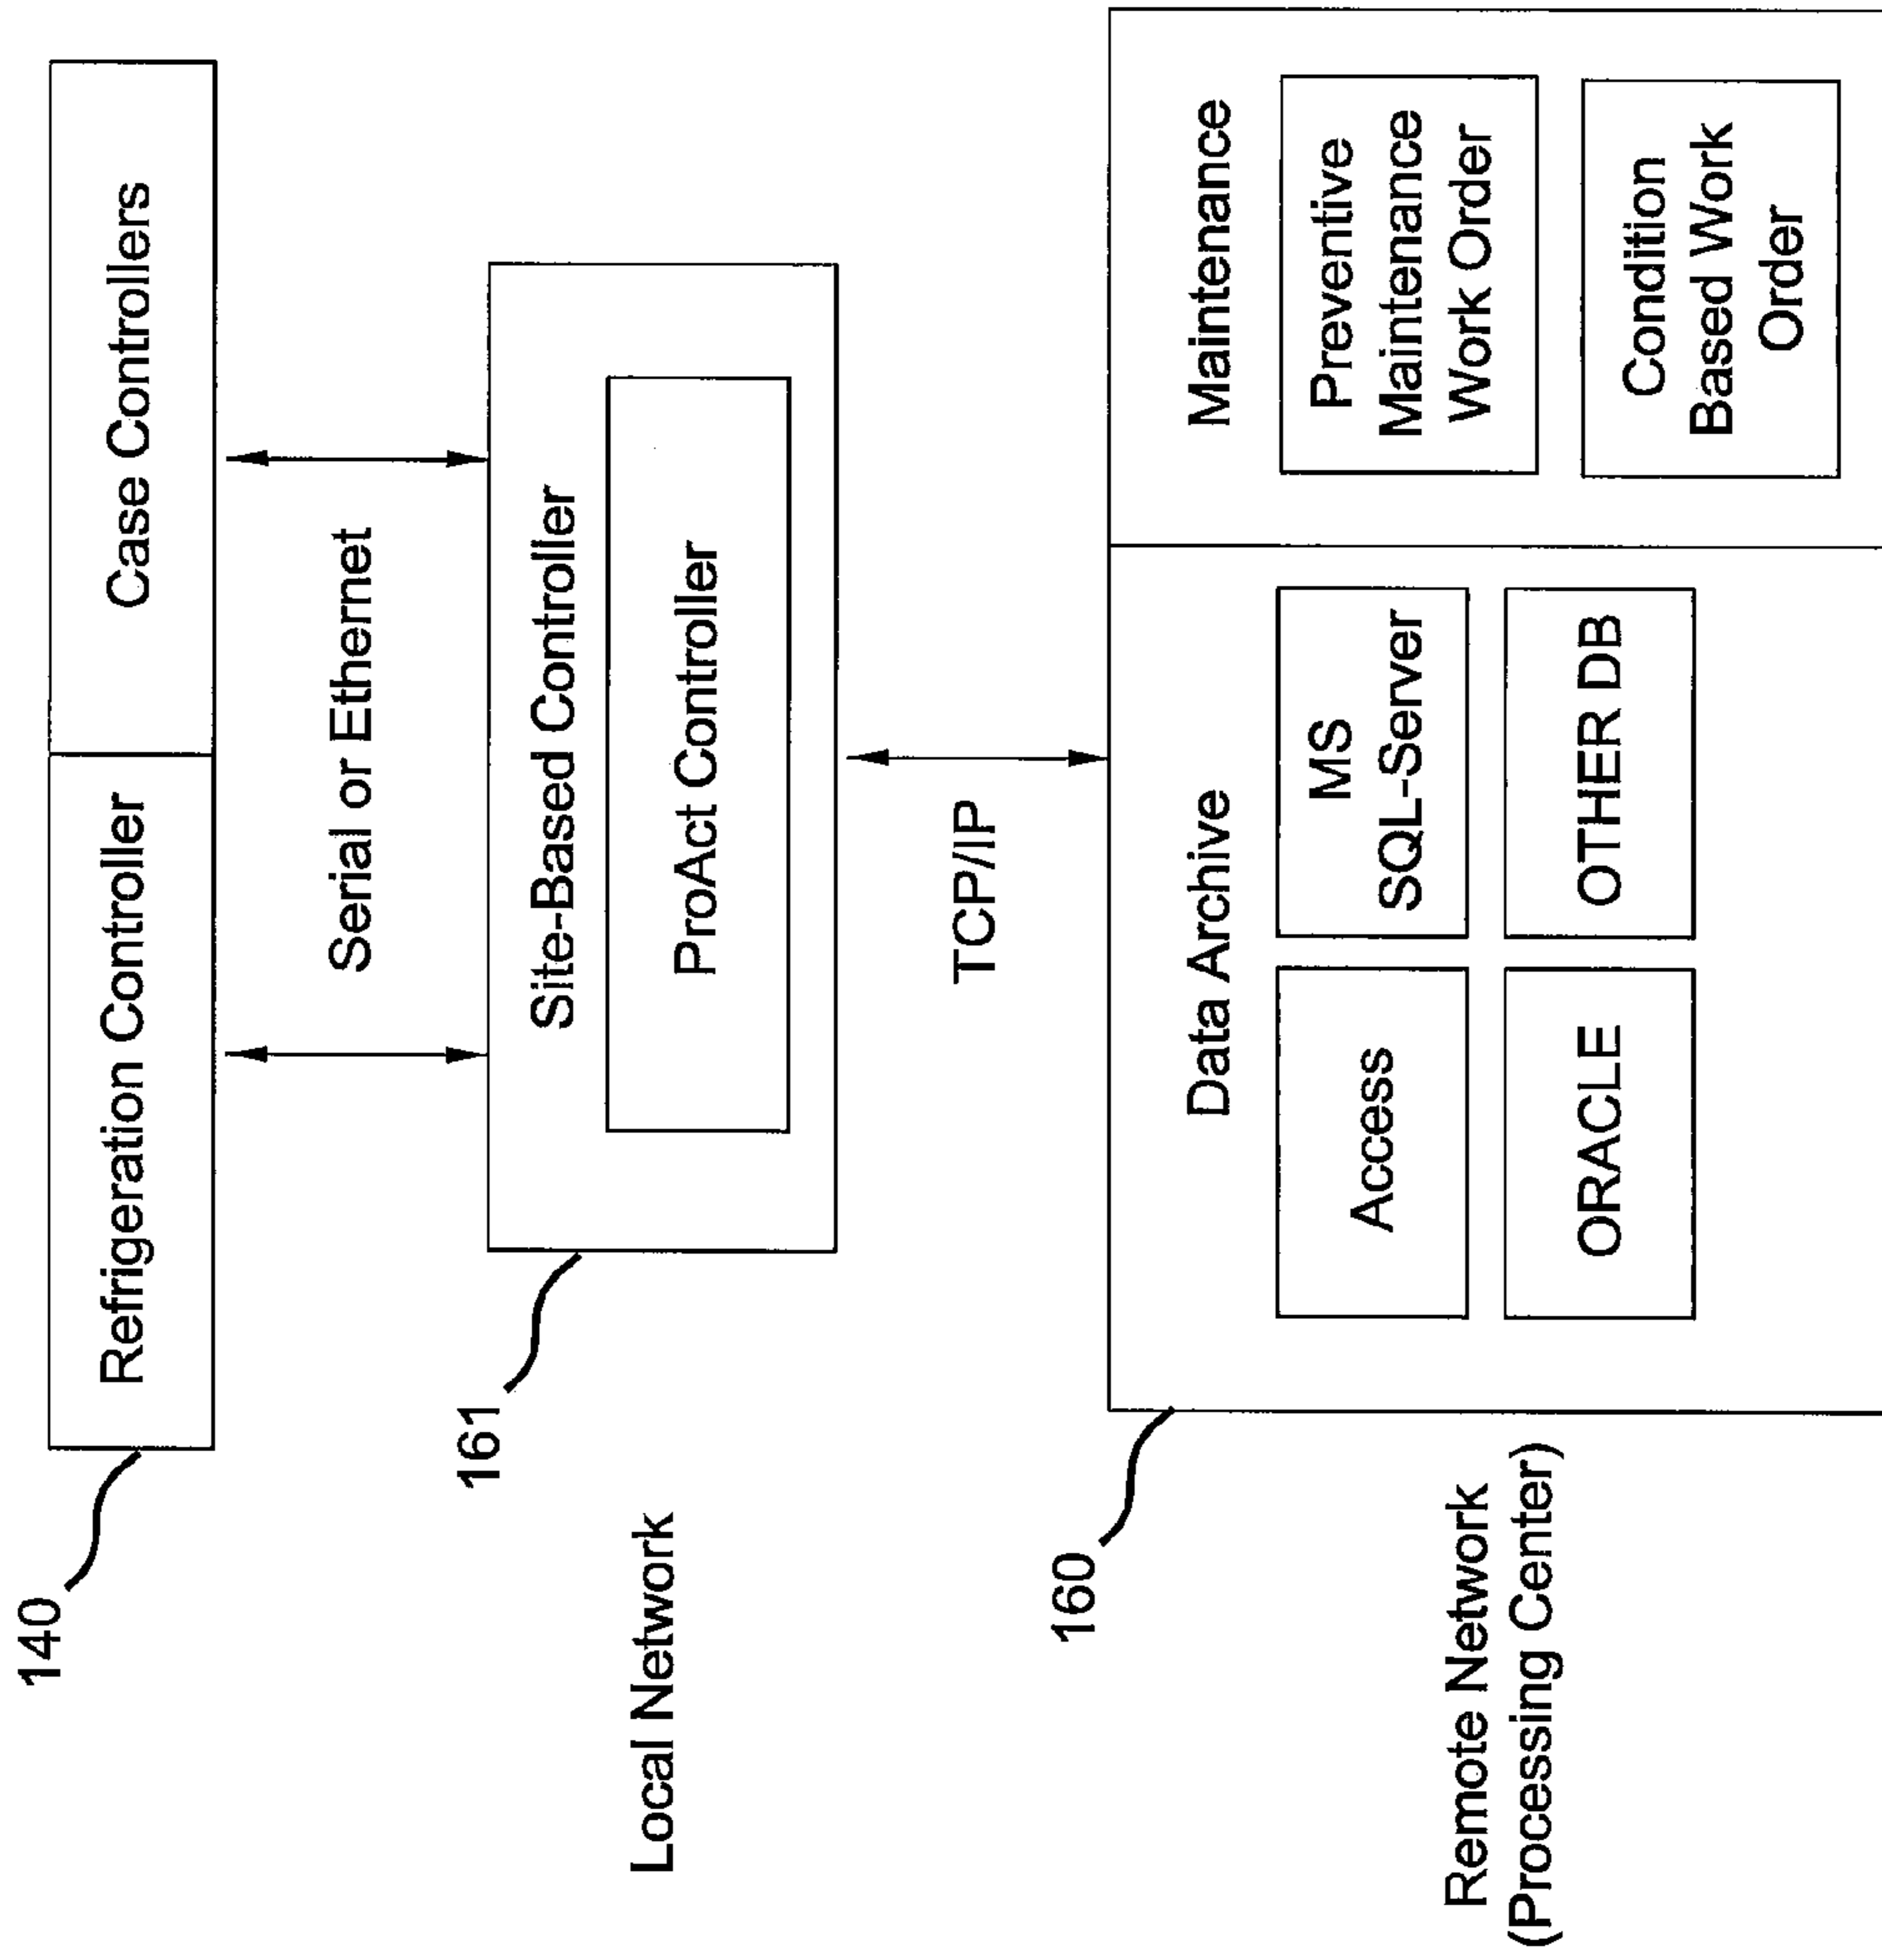 140
Refrigeration Controller
Case Controllers
Serial or Ethernet
161
Site-Based Controller
ProAct Controller
Local Network
TCP/IP
160
Remote Network
(Processing Center)
Data Archive
Access
MS
SQL-Server
ORACLE
OTHER DB
Maintenance
Preventive
Maintenance
Work Order
Condition
Based Work
Order